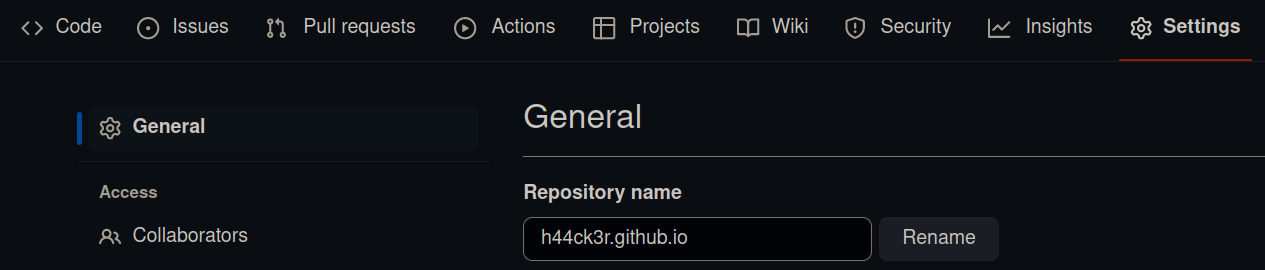 Code Issues Pull requests Actions Projects Wiki Security Insights Settings
General
General
Access
Repository name
Collaborators
h44ck3r.github.io Rename